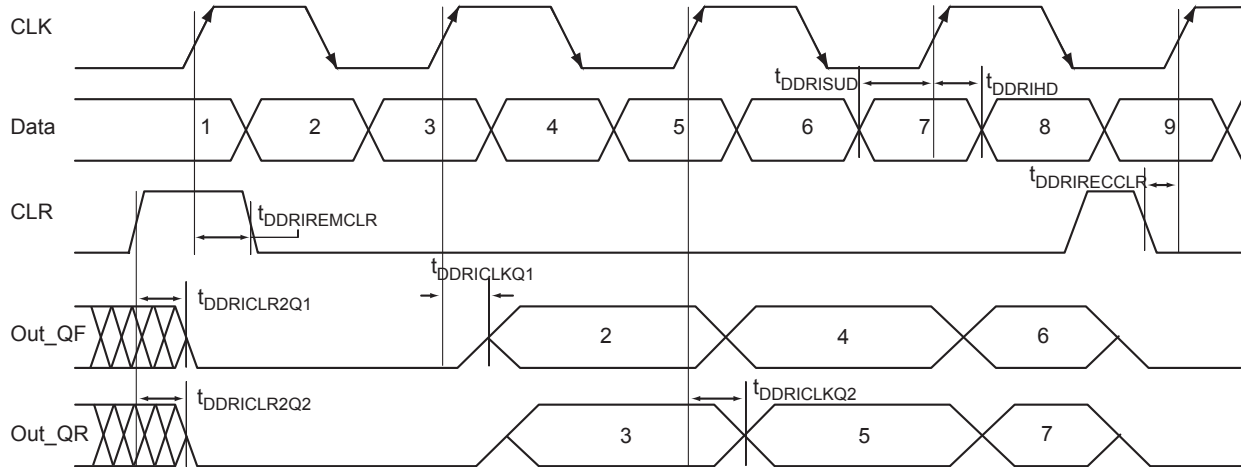 CLK
tDDRISUD
tDDRIHD
Data
1 2 3 4 5 6 7 8 9
CLR
tDDRIREMCLR
tDDRIRECCLR
tDDRICLKQ1
tDDRICLR2Q1
Out_QF
2 4 6
tDDRICLR2Q2
tDDRICLKQ2
Out_QR
3 5 7